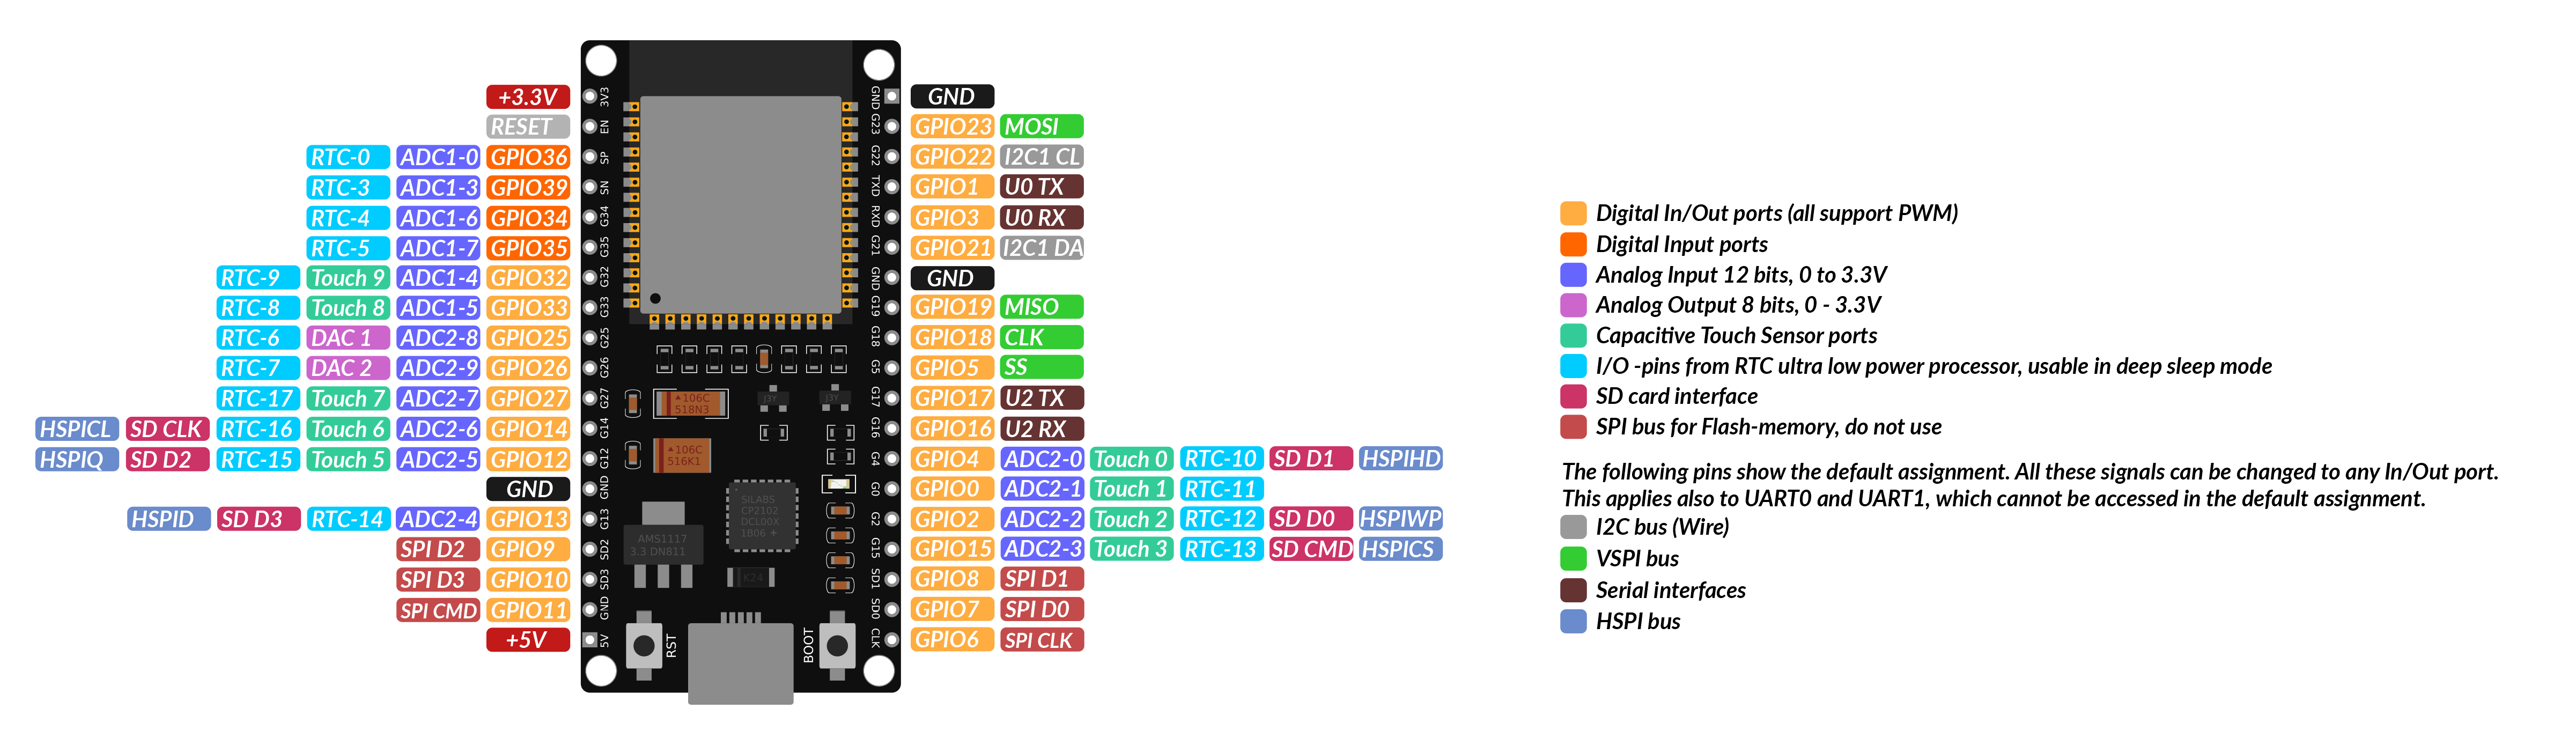 +3.3V 3V3 GND GND
RESET EN G23 GPIO23 MOSI
RTC-0 ADC1-0 GPIO36 SP G22 GPIO22 I2C1 CL
RTC-3 ADC1-3 GPIO39 SN TXD GPIO1 U0 TX
RTC-4 ADC1-6 GPIO34 G34 RXD GPIO3 U0 RX
RTC-5 ADC1-7 GPIO35 G35 G21 GPIO21 I2C1 DA
RTC-9 Touch 9 ADC1-4 GPIO32 G32 GND GND
RTC-8 Touch 8 ADC1-5 GPIO33 G33 G19 GPIO19 MISO
RTC-6 DAC 1 ADC2-8 GPIO25 G25 G18 GPIO18 CLK
RTC-7 DAC 2 ADC2-9 GPIO26 G26 G5 GPIO5 SS
RTC-17 Touch 7 ADC2-7 GPIO27 G27 G17 GPIO17 U2 TX
HSPICL SD CLK RTC-16 Touch 6 ADC2-6 GPIO14 G14 G16 GPIO16 U2 RX
HSPIQ SD D2 RTC-15 Touch 5 ADC2-5 GPIO12 G12 G4 GPIO4 ADC2-0 Touch 0 RTC-10 SD D1 HSPIHD
GND GND G0 GPIO0 ADC2-1 Touch 1 RTC-11
HSPID SD D3 RTC-14 ADC2-4 GPIO13 G13 G2 GPIO2 ADC2-2 Touch 2 RTC-12 SD D0 HSPIWP
SPI D2 GPIO9 SD2 G15 GPIO15 ADC2-3 Touch 3 RTC-13 SD CMD HSPICS
SPI D3 GPIO10 SD3 SD1 GPIO8 SPI D1
SPI CMD GPIO11 GND SD0 GPIO7 SPI D0
+5V 5V CLK GPIO6 SPI CLK
106C
518N3
J3Y
J3Y
106C
516K1
SILABS
CP2102
DCL00X
1806 +
AMS1117
3.3 DN811
K24
RST
BOOT
Digital In/Out ports (all support PWM)
Digital Input ports
Analog Input 12 bits, 0 to 3.3V
Analog Output 8 bits, 0 - 3.3V
Capacitive Touch Sensor ports
I/O -pins from RTC ultra low power processor, usable in deep sleep mode
SD card interface
SPI bus for Flash-memory, do not use
The following pins show the default assignment. All these signals can be changed to any In/Out port.
This applies also to UART0 and UART1, which cannot be accessed in the default assignment.
I2C bus (Wire)
VSPI bus
Serial interfaces
HSPI bus